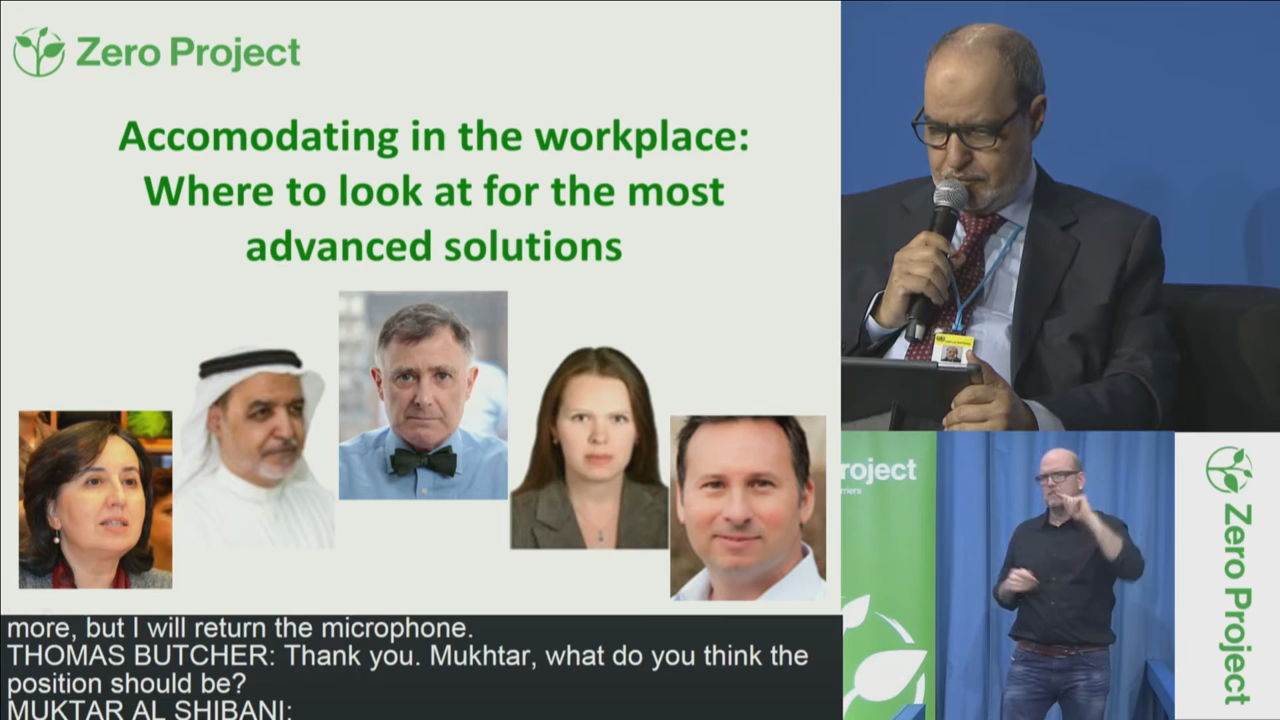 Zero Project
Accomodating in the workplace:
Where to look at for the most
advanced solutions
more, but I will return the microphone.
THOMAS BUTCHER: Thank you. Mukhtar, what do you think the
position should be?
MUKTAR AL SHIBANI:
roject
ners
Zero Project